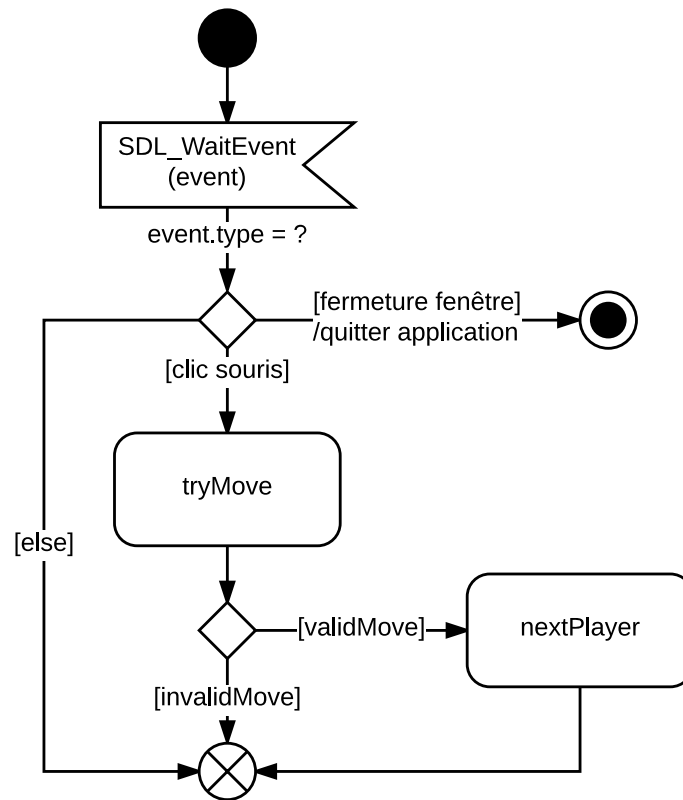 SDL_WaitEvent
(event)
event.type = ?
[fermeture fenêtre]
/quitter application
[clic souris]
tryMove
[else]
[validMove]
nextPlayer
[invalidMove]